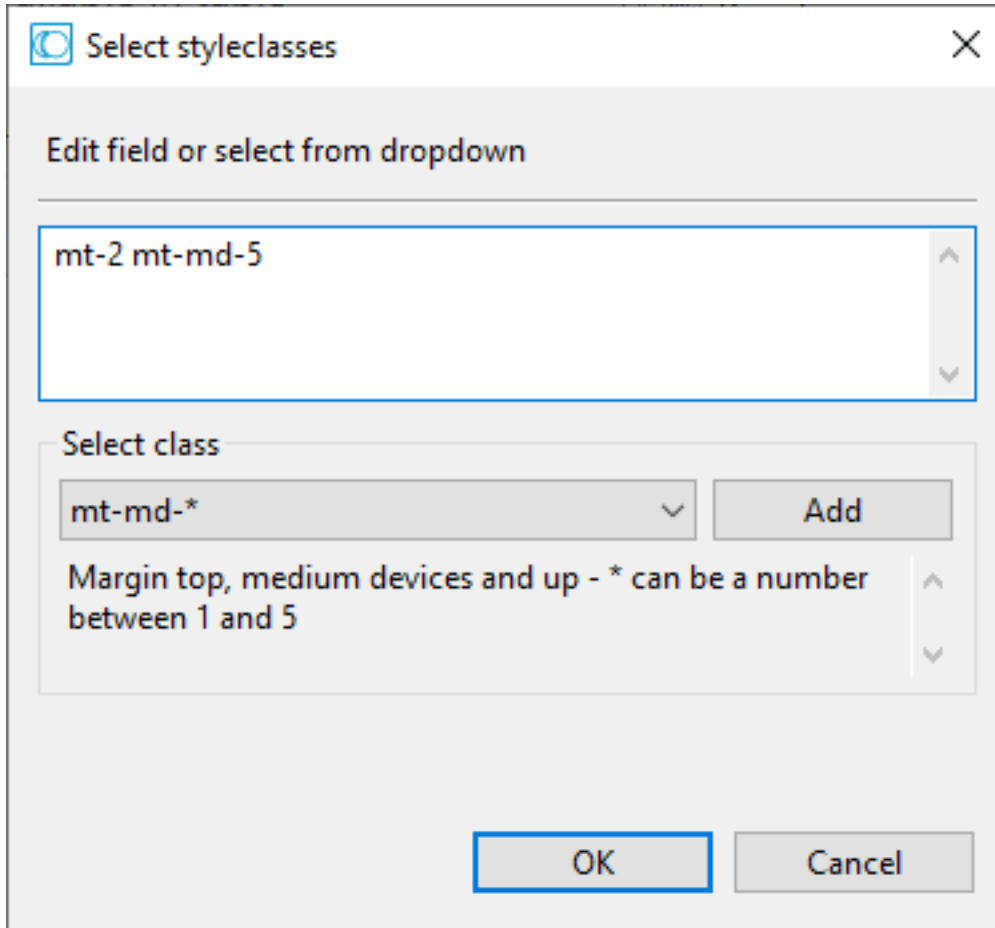 Select styleclasses
Edit field or select from dropdown
mt-2 mt-md-5
Select class
mt-md-*
Add
Margin top, medium devices and up - * can be a number
between 1 and 5
OK
Cancel